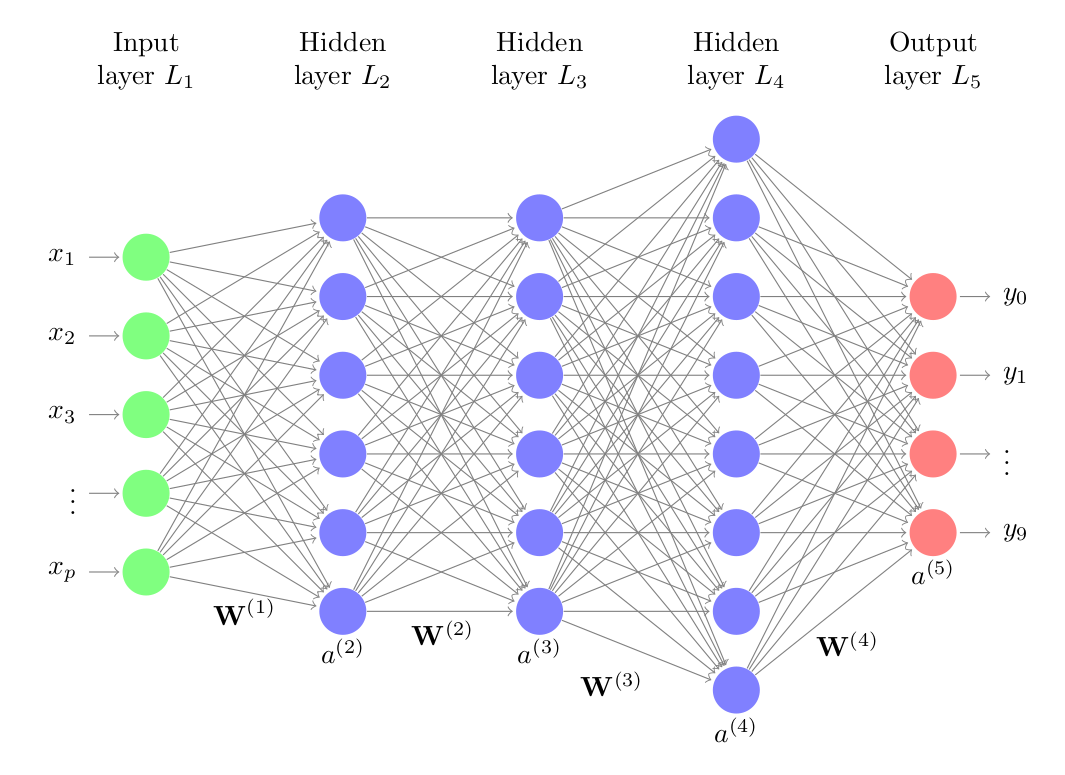 Input
layer L₁
Hidden
layer L₂
Hidden
layer L₃
Hidden
layer L₄
Output
layer L₅
x₁
x₂
x₃
⋮
xₚ
y₀
y₁
⋮
y₉
W⁽¹⁾
W⁽²⁾
W⁽³⁾
W⁽⁴⁾
a⁽²⁾
a⁽³⁾
a⁽⁴⁾
a⁽⁵⁾